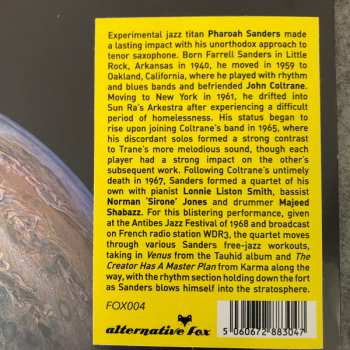 Experimental jazz titan Pharoah Sanders made
a lasting impact with his unorthodox approach to
tenor saxophone. Born Farrell Sanders in Little
Rock, Arkansas in 1940, he moved in 1959 to
Oakland, California, where he played with rhythm
and blues bands and befriended John Coltrane.
Moving to New York in 1961, he drifted into
Sun Ra's Arkestra after experiencing a difficult
period of homelessness. His status began to
rise upon joining Coltrane's band in 1965, where
his discordant solos formed a strong contrast
to Trane's more melodious sound, though each
player had a strong impact on the other's
subsequent work. Following Coltrane's untimely
death in 1967, Sanders formed a quartet of his
own with pianist Lonnie Liston Smith, bassist
Norman 'Sirone' Jones and drummer Majeed
Shabazz. For this blistering performance, given
at the Antibes Jazz Festival of 1968 and broadcast
on French radio station WDR3, the quartet moves
through various Sanders free-jazz workouts,
taking in Venus from the Tauhid album and The
Creator Has A Master Plan from Karma along the
way, with the rhythm section holding down the fort
as Sanders blows himself into the stratosphere.
FOX004
alternative fox
5 060672 883047